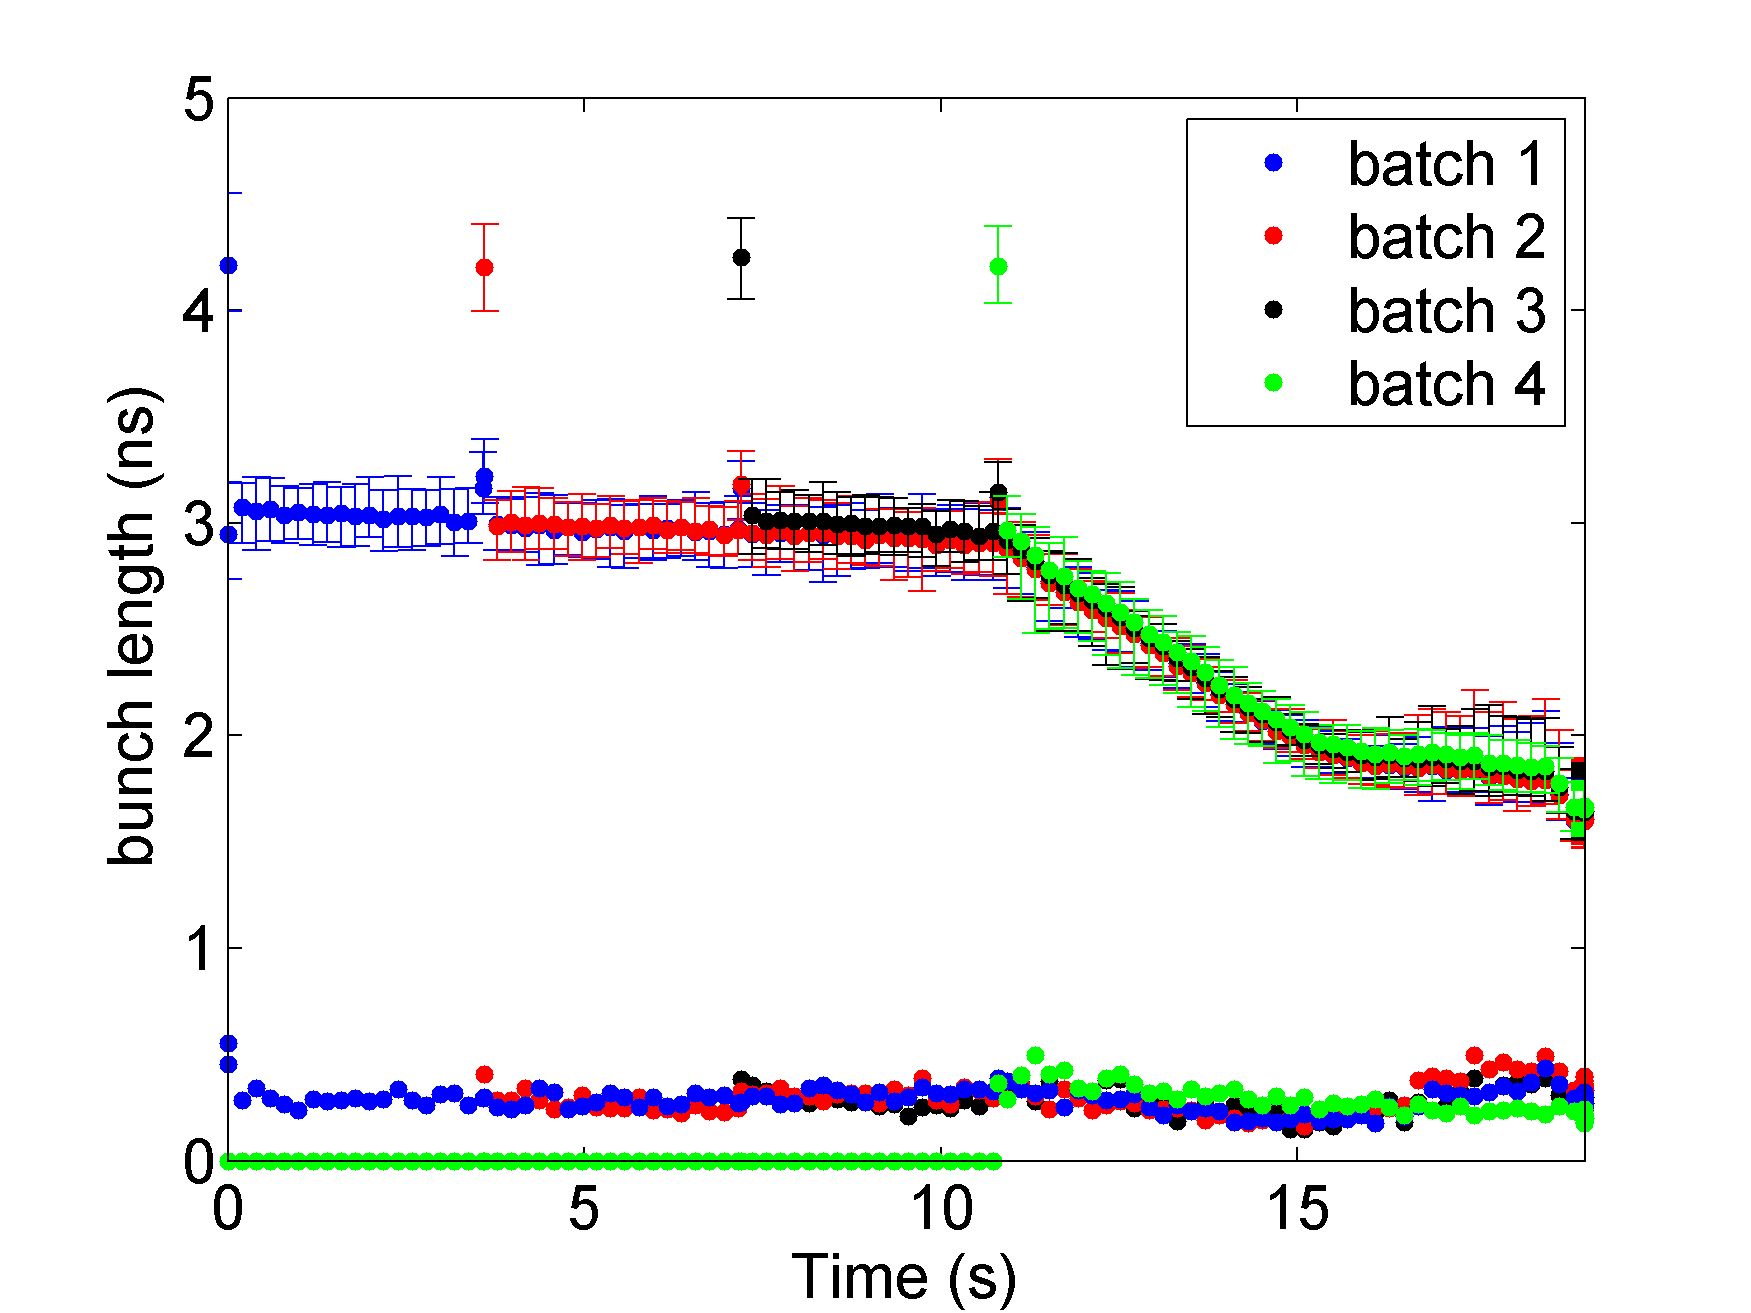 5
4
3
2
1
0
bunch length (ns)
batch 1
batch 2
batch 3
batch 4
0 5 10 15
Time (s)